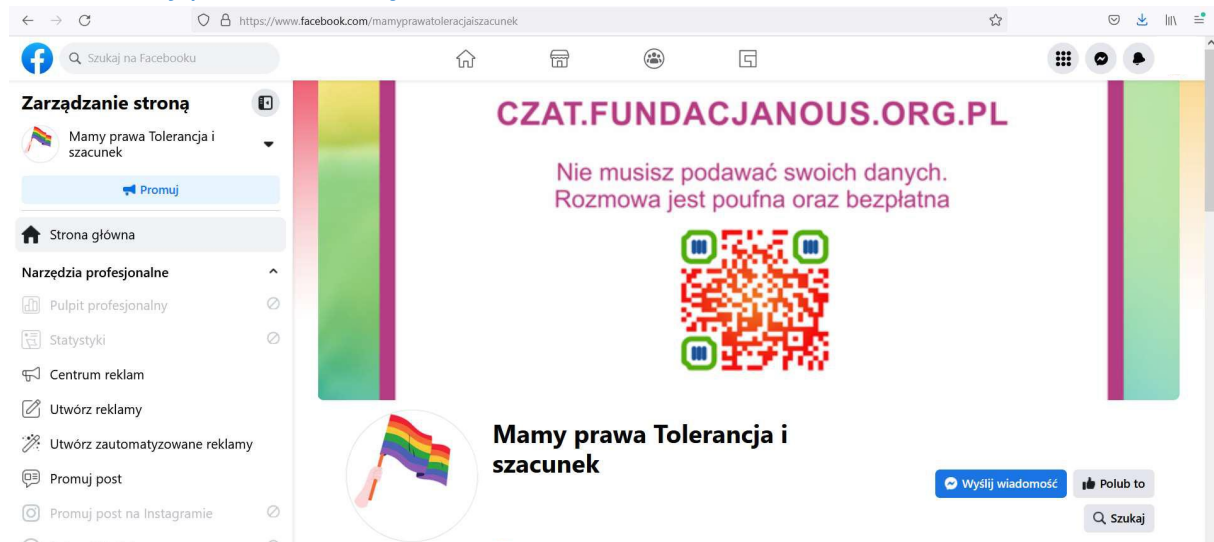 https://www.facebook.com/mamyprawatoleracjaiszacunek
Szukaj na Facebooku
Zarządzanie stroną
Mamy prawa Tolerancja i
szacunek
Promuj
Strona główna
Narzędzia profesjonalne
Pulpit profesjonalny
Statystyki
Centrum reklam
Utwórz reklamy
Utwórz zautomatyzowane reklamy
Promuj post
Promuj post na Instagramie
CZAT.FUNDACJANOUS.ORG.PL
Nie musisz podawać swoich danych.
Rozmowa jest poufna oraz bezpłatna
Mamy prawa Tolerancja i
szacunek
Wyślij wiadomość
Polub to
Szukaj